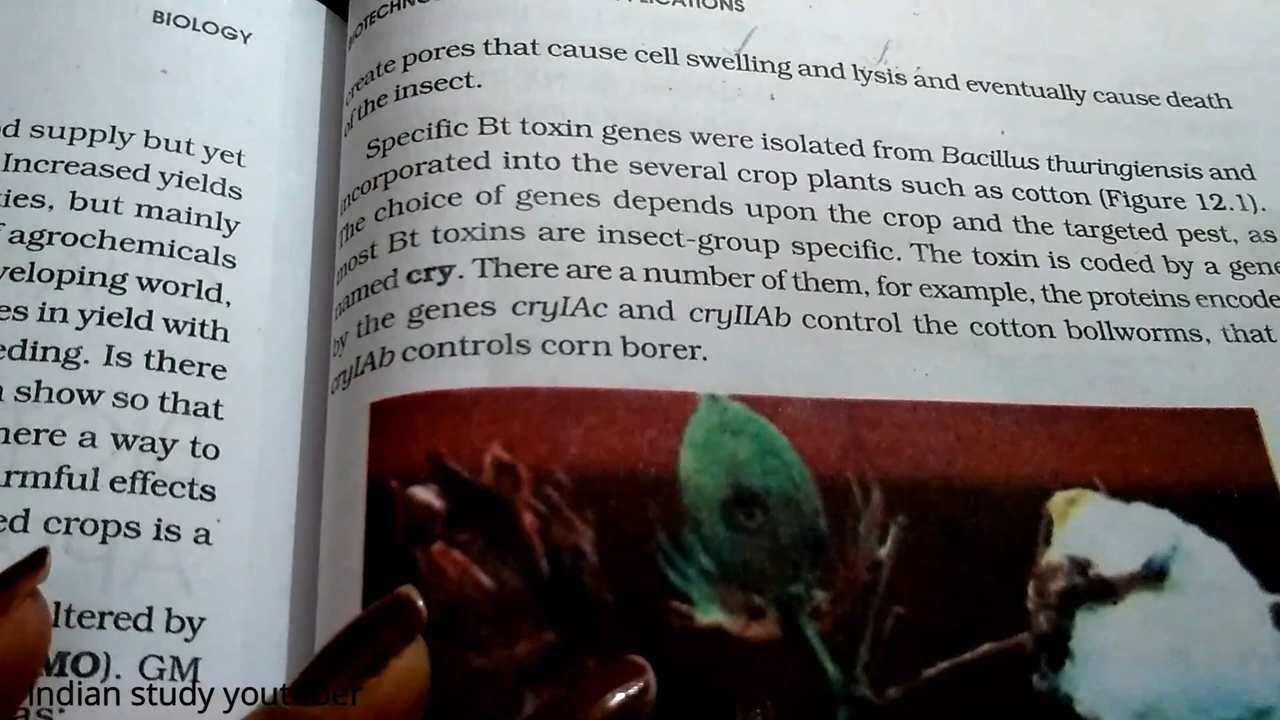 BIOLOGY
d supply but yet
Increased yields
ies, but mainly
agrochemicals
veloping world,
es in yield with
eding. Is there
show so that
here a way to
rmful effects
ed crops is a
ltered by
MO). GM
as:
create pores that cause cell swelling and lysis and eventually cause death
of the insect.
Specific Bt toxin genes were isolated from Bacillus thuringiensis and
incorporated into the several crop plants such as cotton (Figure 12.1).
The choice of genes depends upon the crop and the targeted pest, as
most Bt toxins are insect-group specific. The toxin is coded by a gene
named cry. There are a number of them, for example, the proteins encode
by the genes cryIAc and cryIIAb control the cotton bollworms, that
cryIAb controls corn borer.
Indian study youtuber